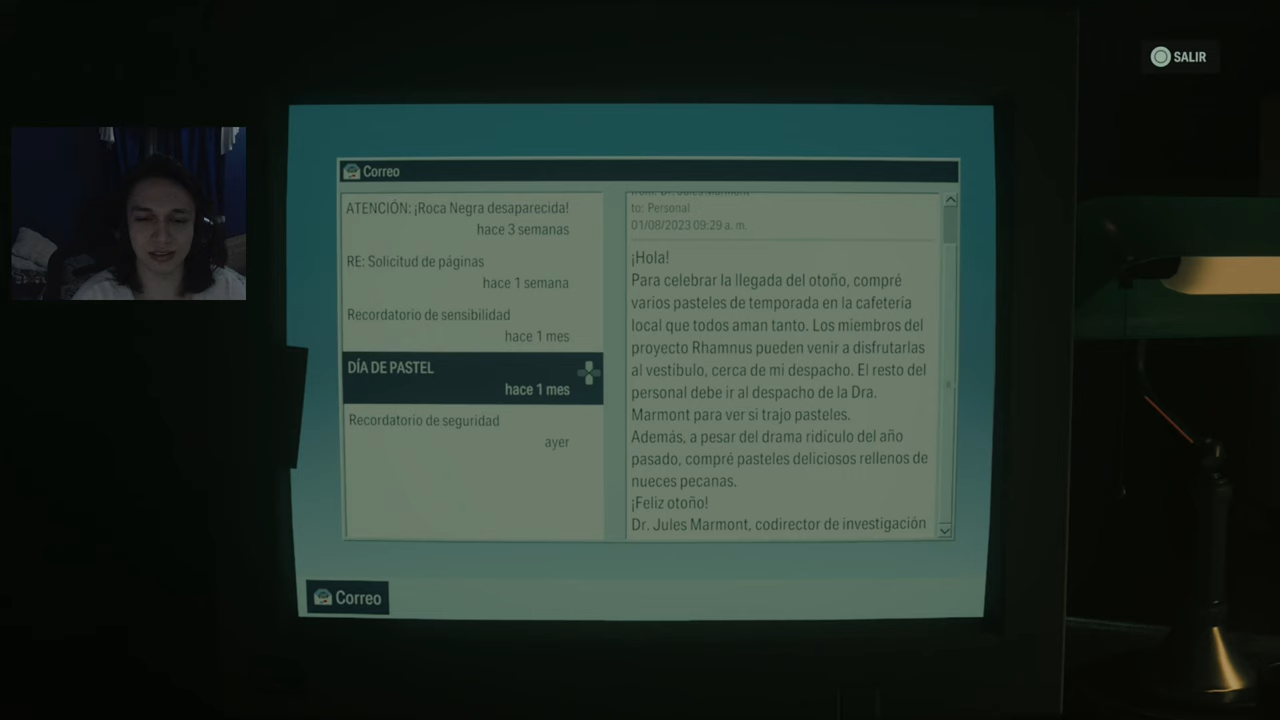 SALIR
Correo
ATENCIÓN: ¡Roca Negra desaparecida!
hace 3 semanas
RE: Solicitud de páginas
hace 1 semana
Recordatorio de sensibilidad
hace 1 mes
DÍA DE PASTEL
hace 1 mes
Recordatorio de seguridad
ayer
from: Dr. Jules Marmont
to: Personal
01/08/2023 09:29 a. m.
¡Hola!
Para celebrar la llegada del otoño, compré
varios pasteles de temporada en la cafetería
local que todos aman tanto. Los miembros del
proyecto Rhamnus pueden venir a disfrutarlas
al vestíbulo, cerca de mi despacho. El resto del
personal debe ir al despacho de la Dra.
Marmont para ver si trajo pasteles.
Además, a pesar del drama ridículo del año
pasado, compré pasteles deliciosos rellenos de
nueces pecanas.
¡Feliz otoño!
Dr. Jules Marmont, codirector de investigación
Correo